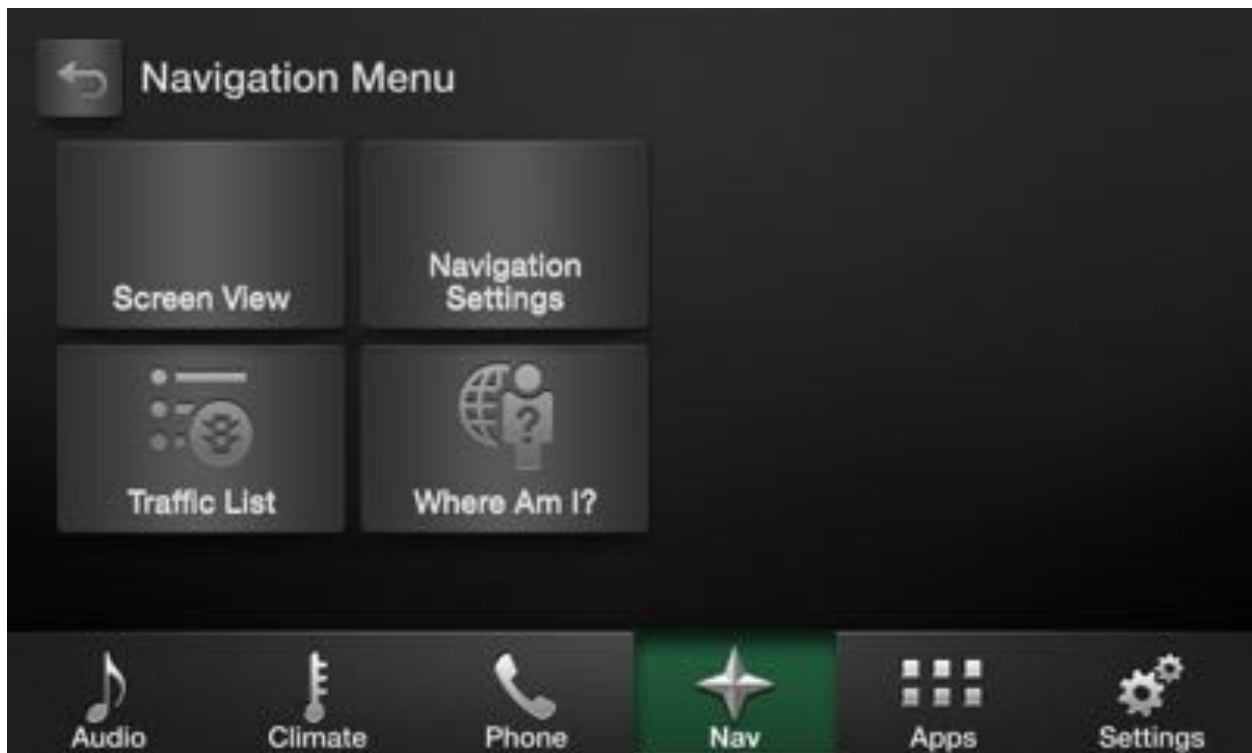 Navigation Menu
Screen View
Navigation
Settings
Traffic List
Where Am I?
?
Audio
Climate
Phone
Nav
Apps
Settings